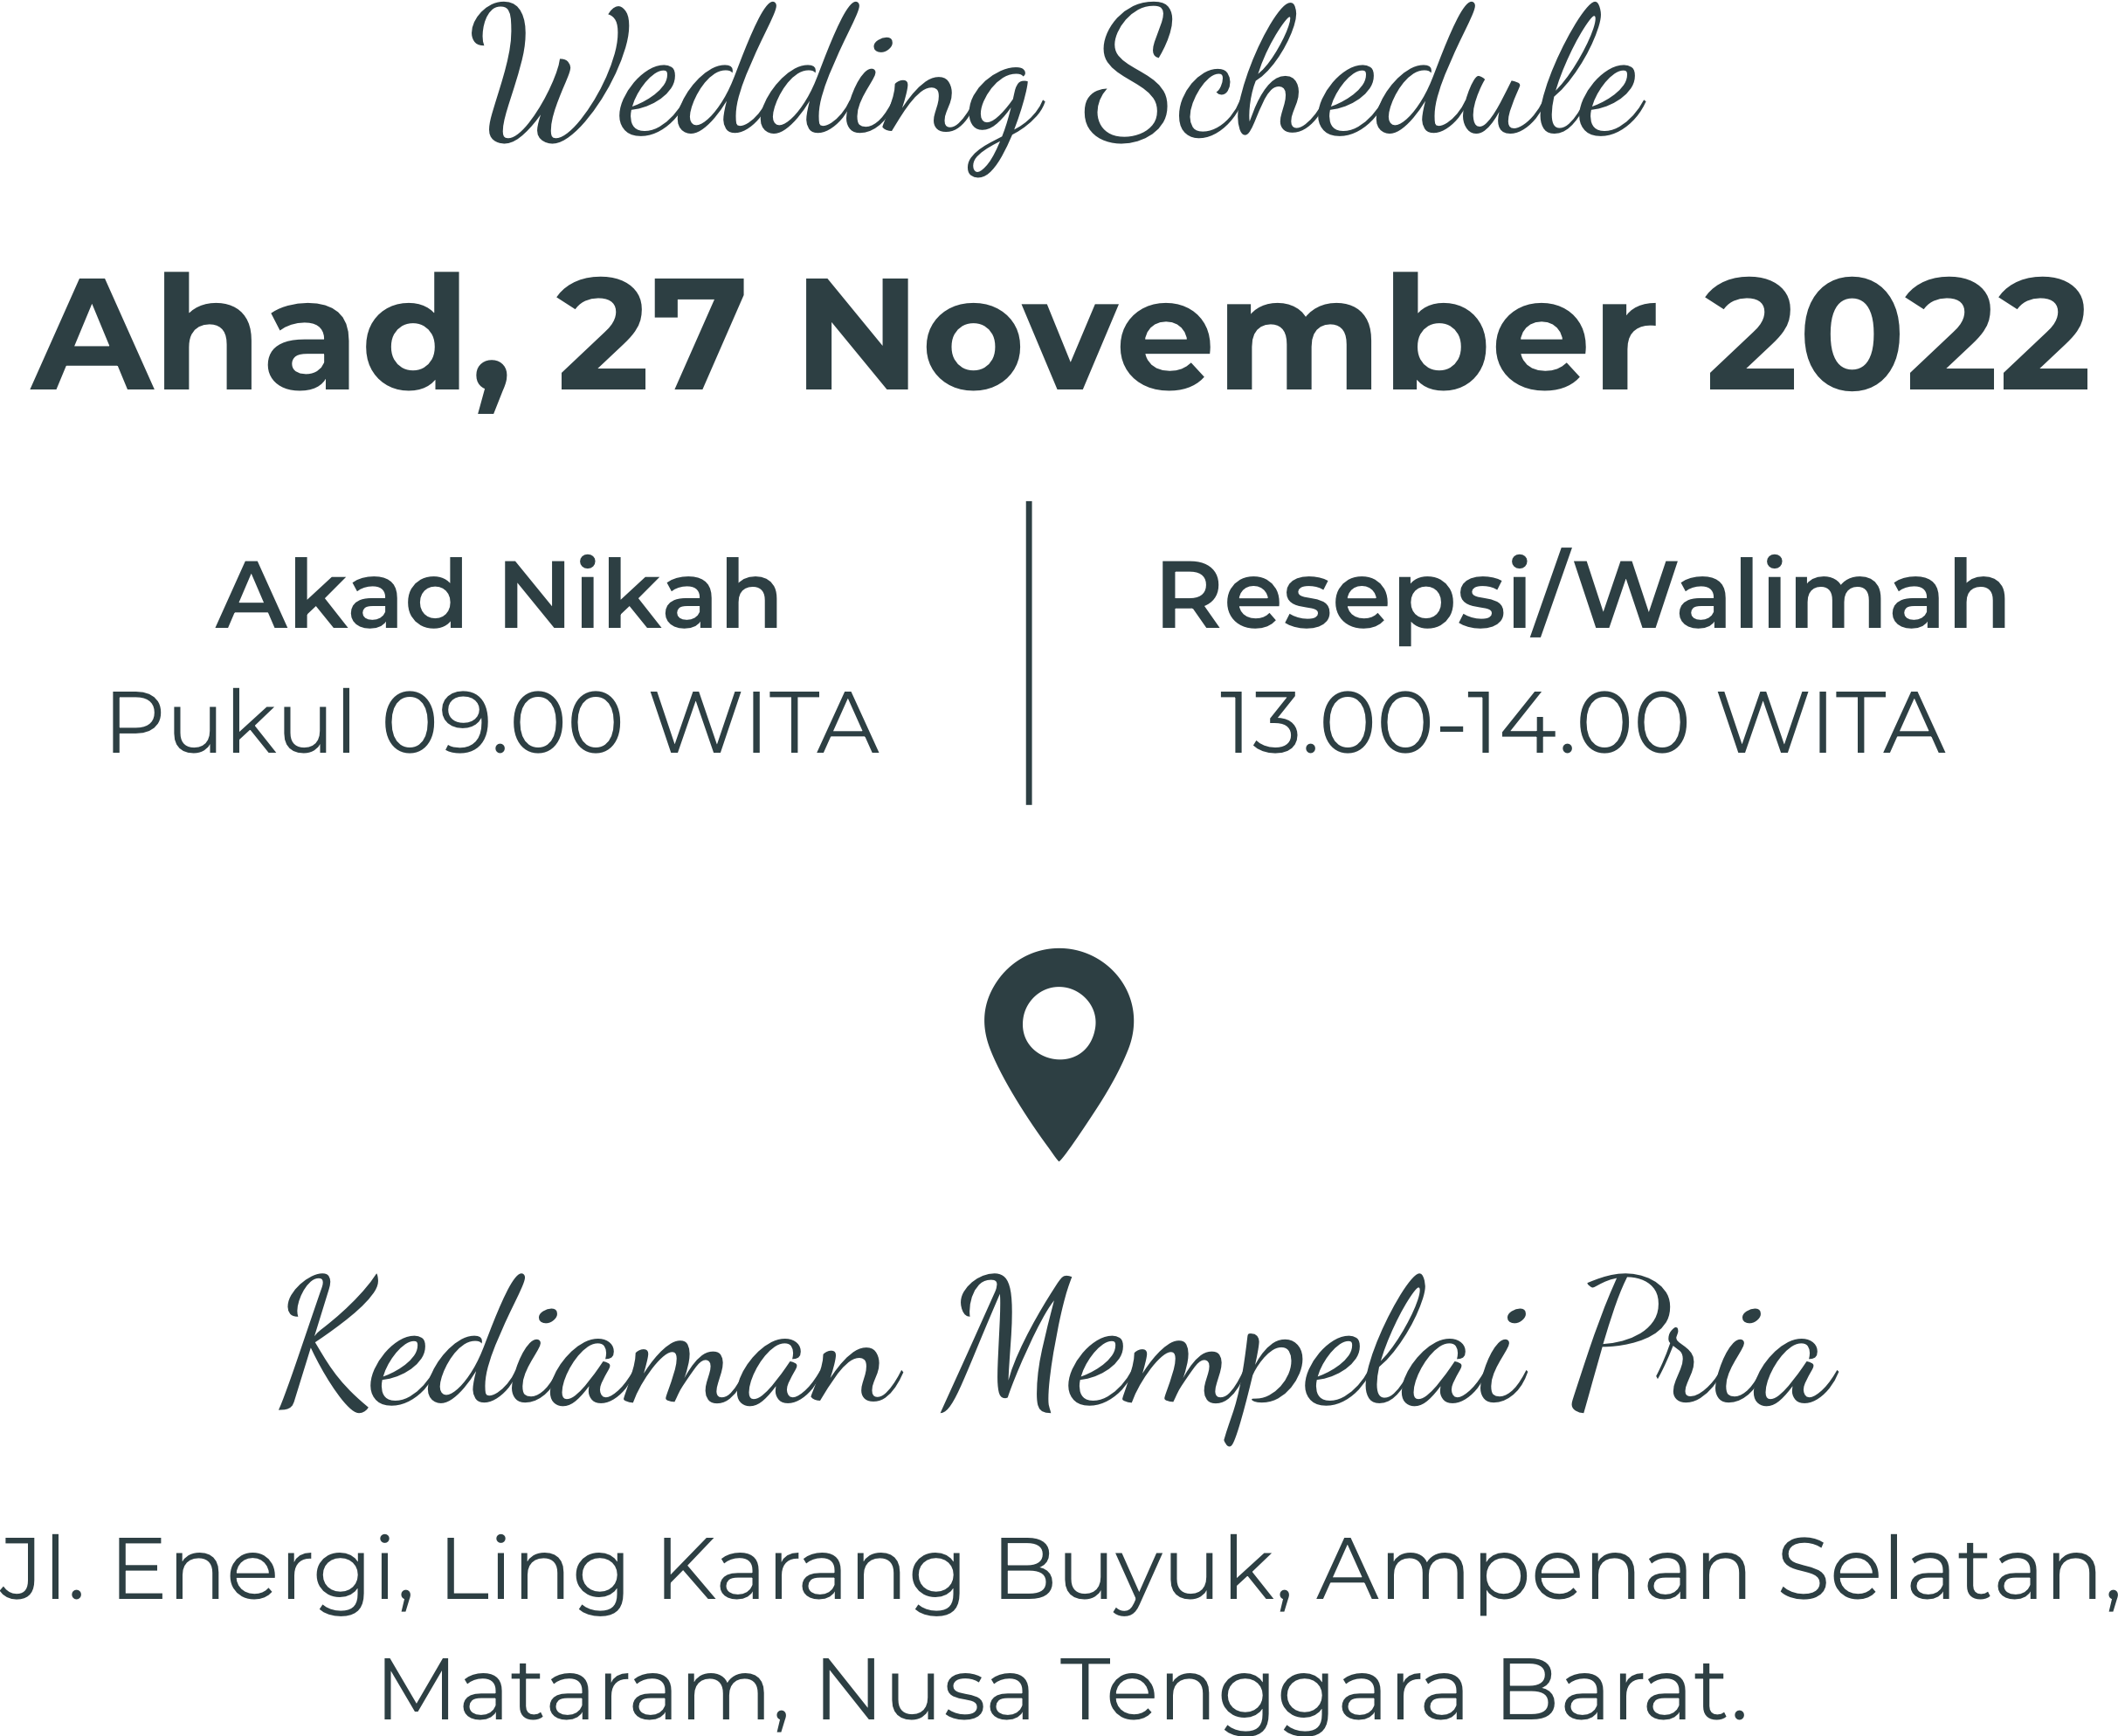 Wedding Schedule
Ahad, 27 November 2022
Akad Nikah
Pukul 09.00 WITA
Resepsi/Walimah
13.00-14.00 WITA
Kediaman Mempelai Pria
Jl. Energi, Ling Karang Buyuk, Ampenan Selatan,
Mataram, Nusa Tenggara Barat.